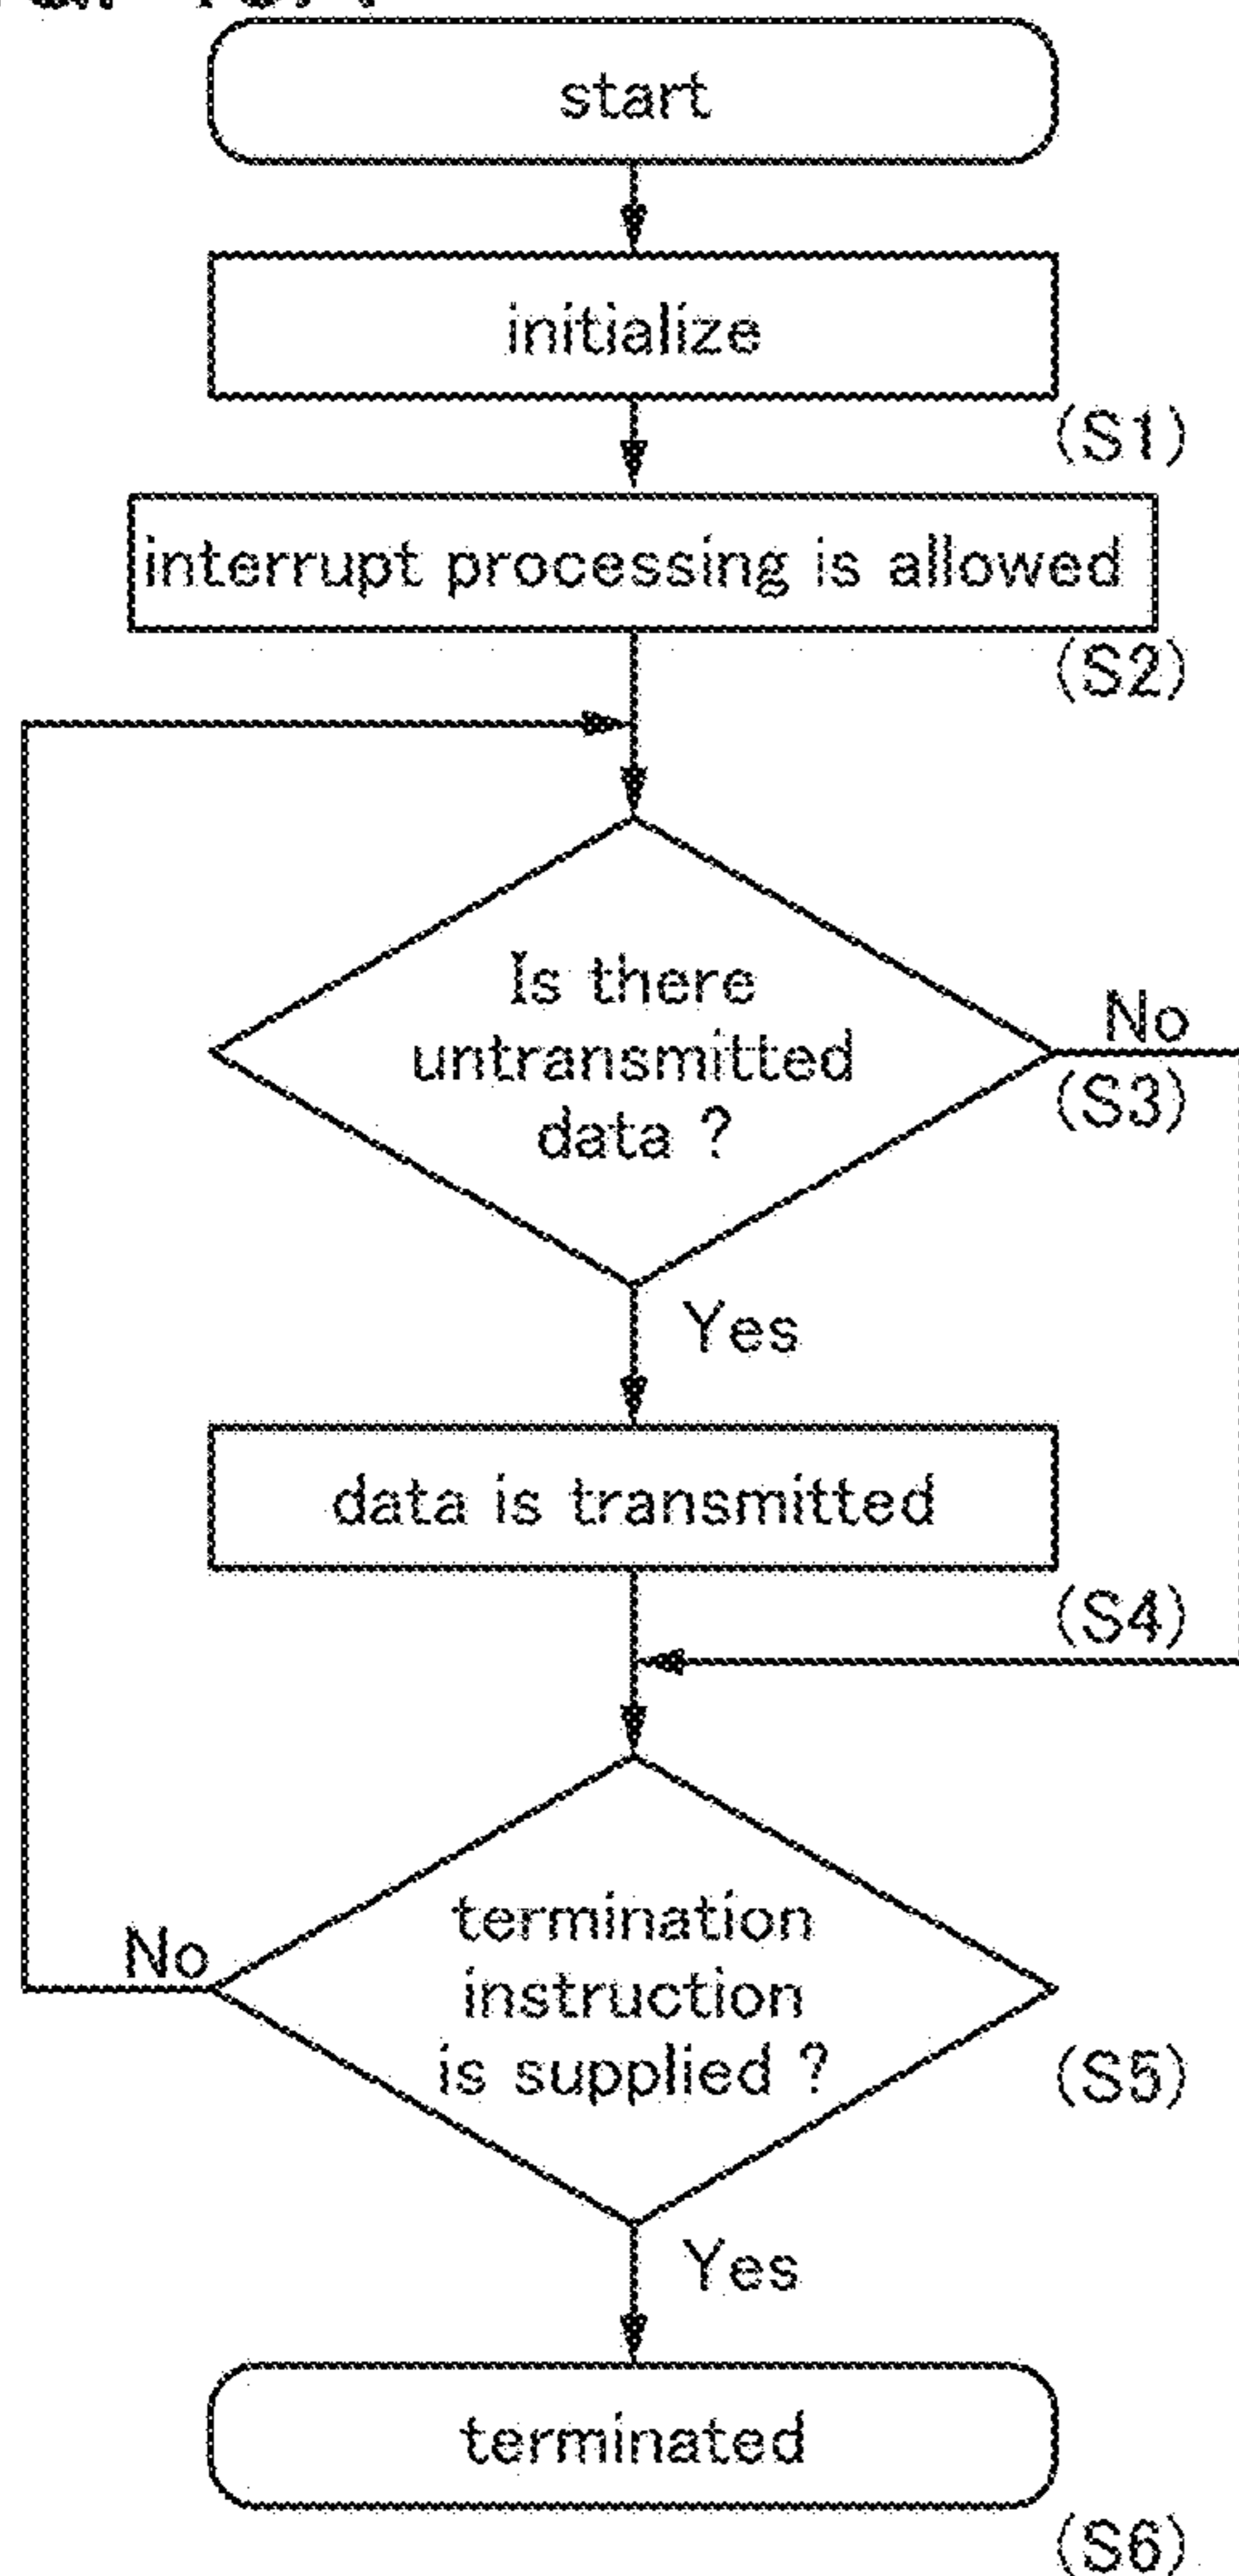 start
initialize
(S1)
interrupt processing is allowed
(S2)
Is there
untransmitted
data ?
No
(S3)
Yes
data is transmitted
(S4)
termination
instruction
is supplied ?
No
(S5)
Yes
terminated
(S6)